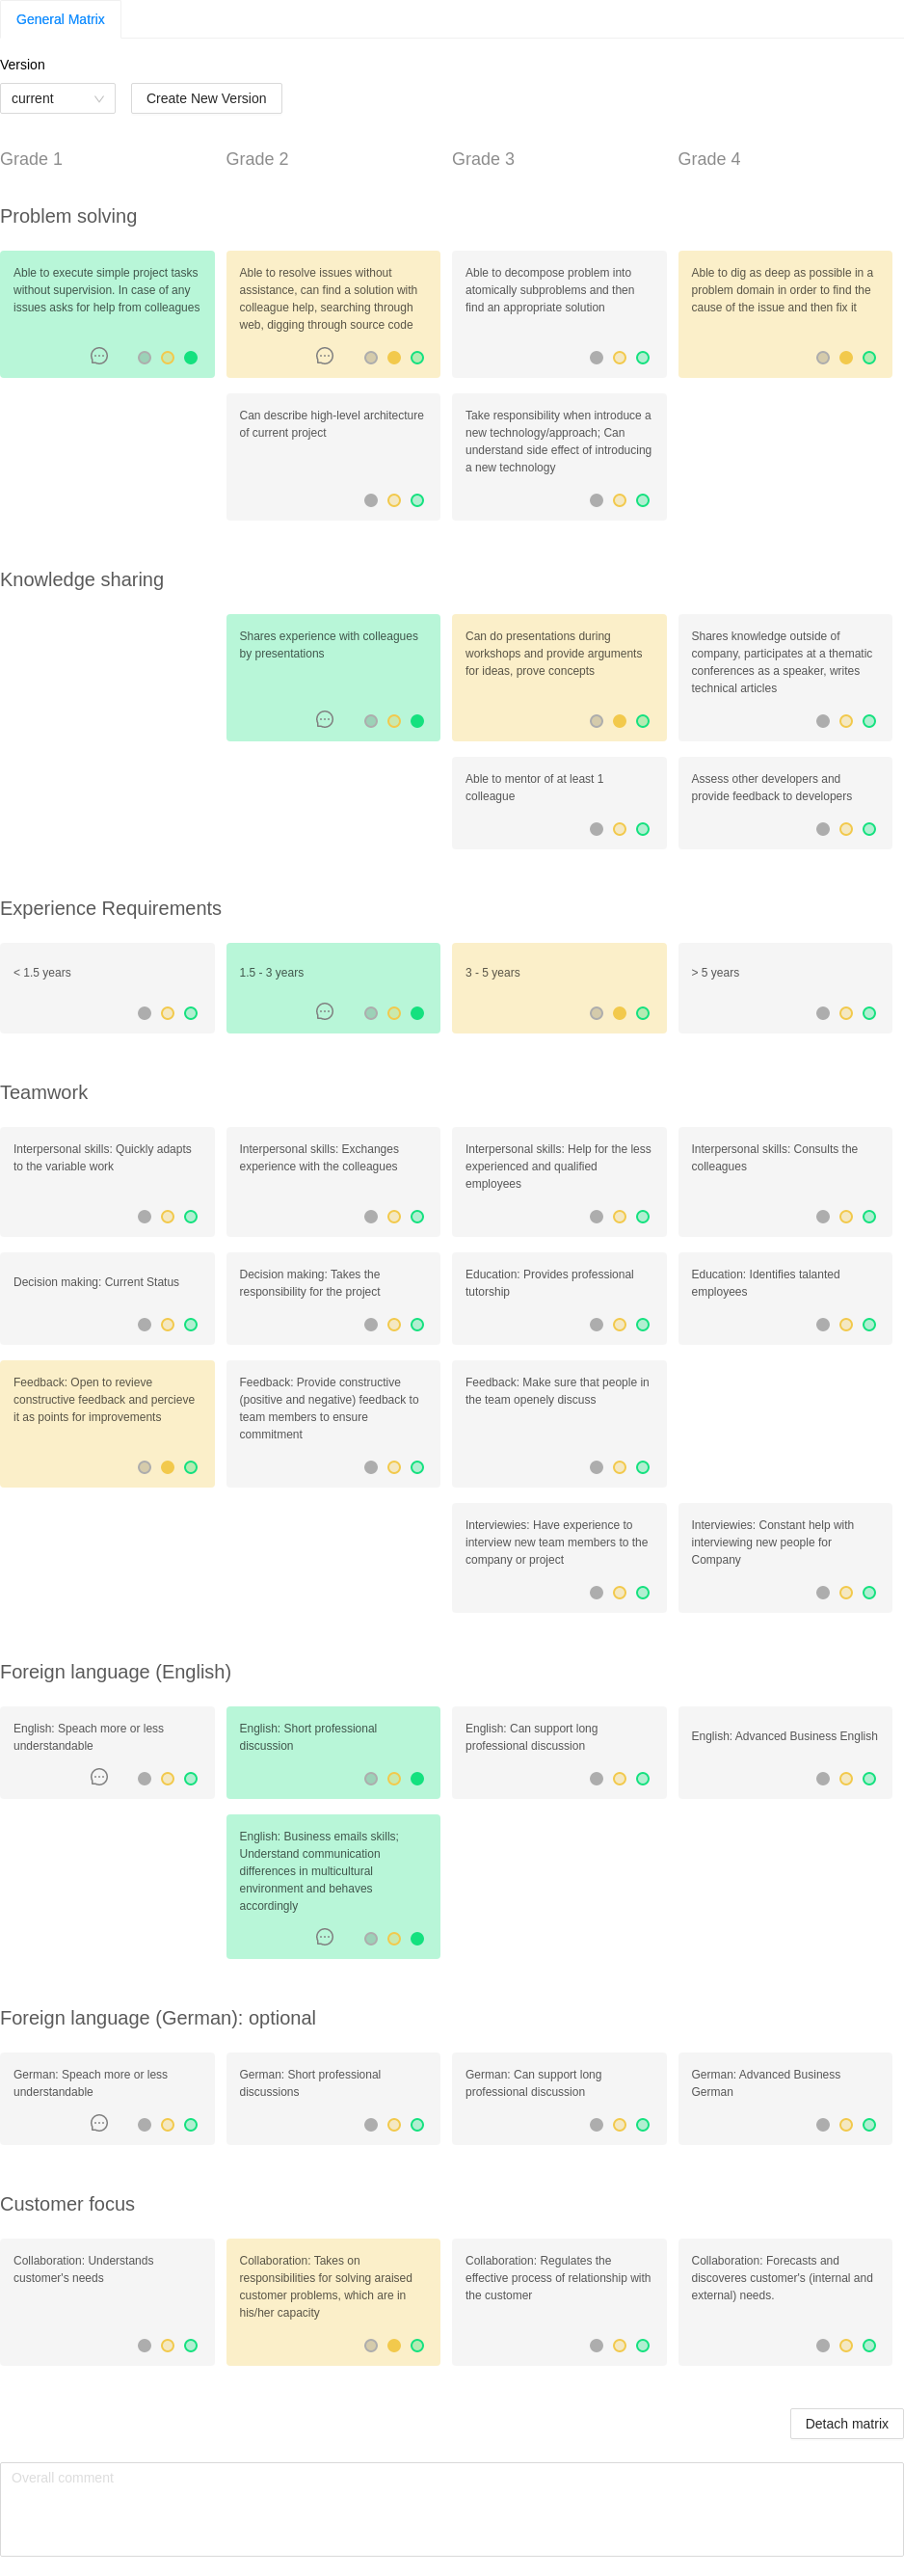 General Matrix
Version
current
Create New Version
Grade 1
Grade 2
Grade 3
Grade 4
Problem solving
Able to execute simple project tasks
without supervision. In case of any
issues asks for help from colleagues
Able to resolve issues without
assistance, can find a solution with
colleague help, searching through
web, digging through source code
Able to decompose problem into
atomically subproblems and then
find an appropriate solution
Able to dig as deep as possible in a
problem domain in order to find the
cause of the issue and then fix it
Can describe high-level architecture
of current project
Take responsibility when introduce a
new technology/approach; Can
understand side effect of introducing
a new technology
Knowledge sharing
Shares experience with colleagues
by presentations
Can do presentations during
workshops and provide arguments
for ideas, prove concepts
Shares knowledge outside of
company, participates at a thematic
conferences as a speaker, writes
technical articles
Able to mentor of at least 1
colleague
Assess other developers and
provide feedback to developers
Experience Requirements
< 1.5 years
1.5 - 3 years
3 - 5 years
> 5 years
Teamwork
Interpersonal skills: Quickly adapts
to the variable work
Interpersonal skills: Exchanges
experience with the colleagues
Interpersonal skills: Help for the less
experienced and qualified
employees
Interpersonal skills: Consults the
colleagues
Decision making: Current Status
Decision making: Takes the
responsibility for the project
Education: Provides professional
tutorship
Education: Identifies talanted
employees
Feedback: Open to revieve
constructive feedback and percieve
it as points for improvements
Feedback: Provide constructive
(positive and negative) feedback to
team members to ensure
commitment
Feedback: Make sure that people in
the team openely discuss
Interviewies: Have experience to
interview new team members to the
company or project
Interviewies: Constant help with
interviewing new people for
Company
Foreign language (English)
English: Speach more or less
understandable
English: Short professional
discussion
English: Can support long
professional discussion
English: Advanced Business English
English: Business emails skills;
Understand communication
differences in multicultural
environment and behaves
accordingly
Foreign language (German): optional
German: Speach more or less
understandable
German: Short professional
discussions
German: Can support long
professional discussion
German: Advanced Business
German
Customer focus
Collaboration: Understands
customer's needs
Collaboration: Takes on
responsibilities for solving araised
customer problems, which are in
his/her capacity
Collaboration: Regulates the
effective process of relationship with
the customer
Collaboration: Forecasts and
discoveres customer's (internal and
external) needs.
Detach matrix
Overall comment